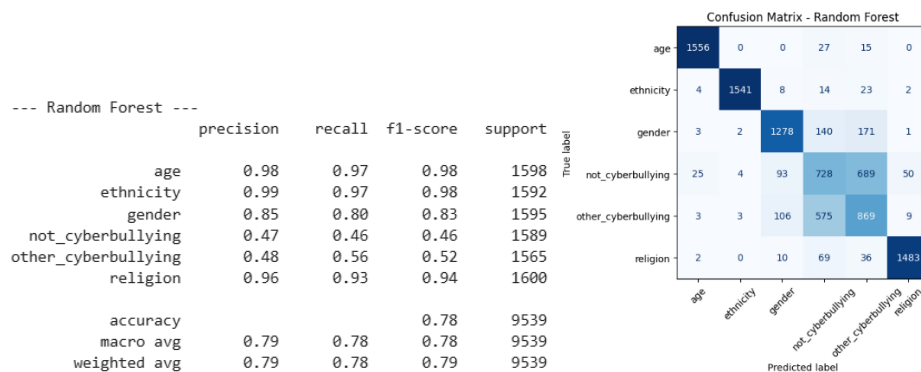 --- Random Forest ---
precision recall f1-score support
age 0.98 0.97 0.98 1598
ethnicity 0.99 0.97 0.98 1592
gender 0.85 0.80 0.83 1595
not_cyberbullying 0.47 0.46 0.46 1589
other_cyberbullying 0.48 0.56 0.52 1565
religion 0.96 0.93 0.94 1600
accuracy 0.78 9539
macro avg 0.79 0.78 0.78 9539
weighted avg 0.79 0.78 0.79 9539
Confusion Matrix - Random Forest
True label
age 1556 0 0 27 15 0
ethnicity 4 1541 8 14 23 2
gender 3 2 1278 140 171 1
not_cyberbullying 25 4 93 728 689 50
other_cyberbullying 3 3 106 575 869 9
religion 2 0 10 69 36 1483
age ethnicity gender not_cyberbullying other_cyberbullying religion
Predicted label